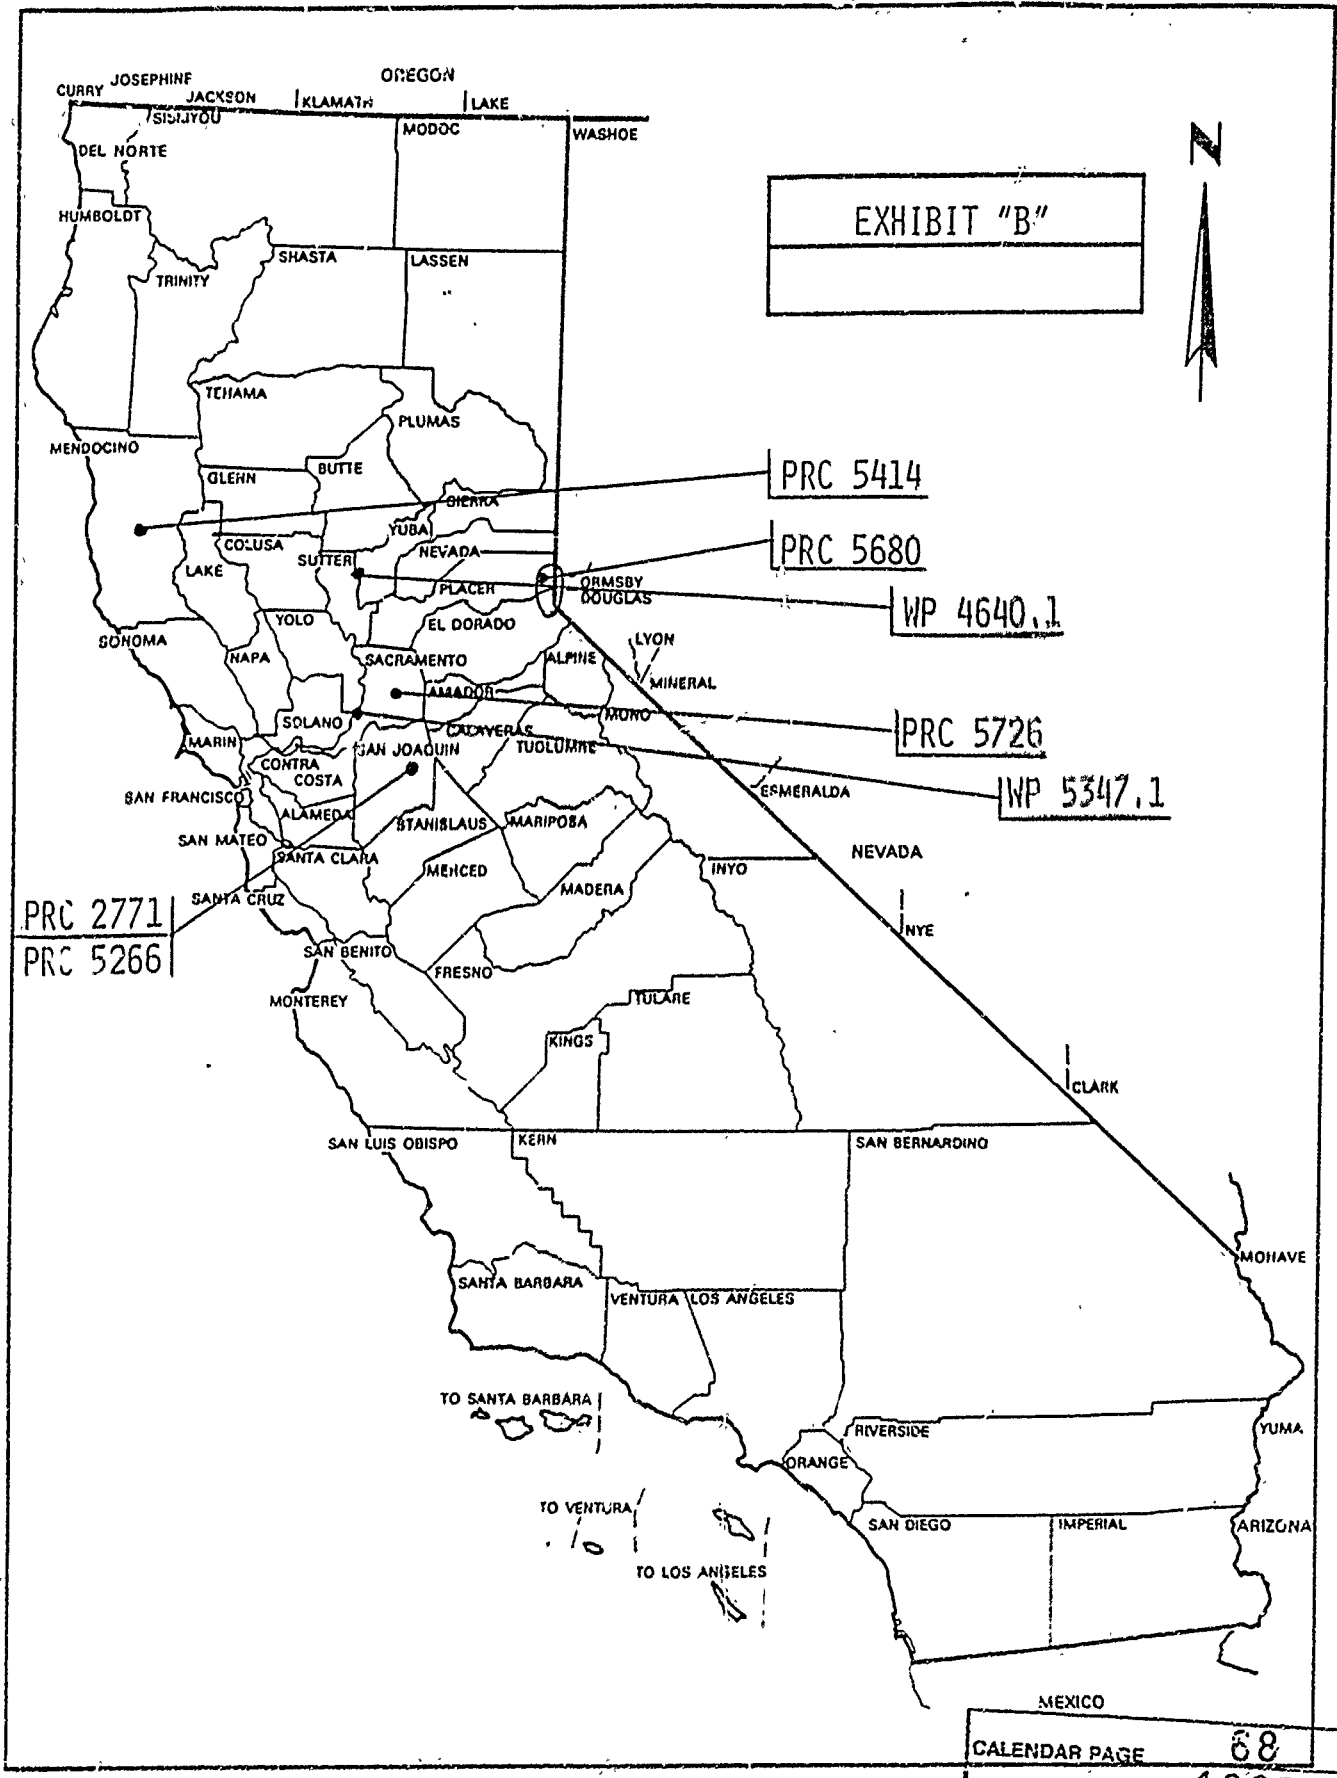 OREGON
JOSEPHINE
CURRY
JACKSON
KLAMATH
LAKE
SISKIYOU
MODOC
WASHOE
DEL NORTE
N
HUMBOLDT
EXHIBIT "B"
SHASTA
LASSEN
TRINITY
TEHAMA
PLUMAS
MENDOCINO
BUTTE
GLENN
PRC 5414
SIERRA
YUBA
COLUSA
NEVADA
PRC 5680
SUTTER
LAKE
PLACER
ORMSBY
DOUGLAS
WP 4640.1
YOLO
EL DORADO
SONOMA
LYON
NAPA
SACRAMENTO
ALPINE
MINERAL
AMADOR
MONO
SOLANO
CALAVERAS
PRC 5726
MARIN
SAN JOAQUIN
TUOLUMNE
CONTRA
COSTA
ESMERALDA
WP 5347.1
SAN FRANCISCO
ALAMEDA
STANISLAUS
MARIPOSA
SAN MATEO
NEVADA
SANTA CLARA
MERCED
INYO
MADERA
SANTA CRUZ
PRC 2771
PRC 5266
NYE
SAN BENITO
FRESNO
MONTEREY
TULARE
KINGS
CLARK
SAN LUIS OBISPO
KERN
SAN BERNARDINO
MOHAVE
SANTA BARBARA
VENTURA
LOS ANGELES
TO SANTA BARBARA
RIVERSIDE
YUMA
ORANGE
TO VENTURA
SAN DIEGO
IMPERIAL
ARIZONA
TO LOS ANGELES
MEXICO
CALENDAR PAGE 68